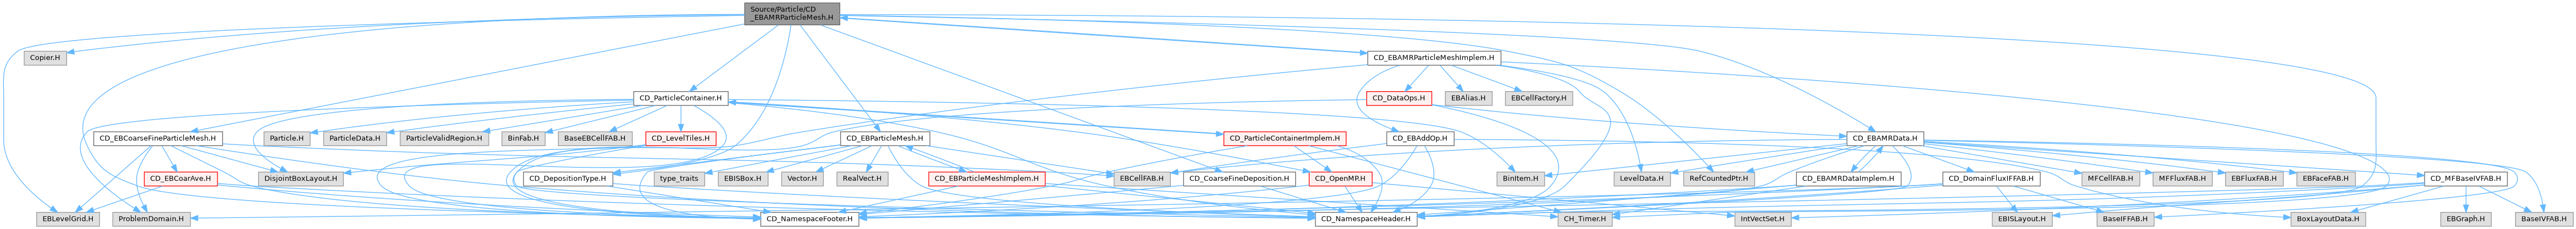 Source/Particle/CD
_EBAMRParticleMesh.H
Copier.H
CD_EBAMRParticleMeshImplem.H
CD_ParticleContainer.H
CD_DataOps.H
EBAlias.H
EBCellFactory.H
CD_EBCoarseFineParticleMesh.H
Particle.H
ParticleData.H
ParticleValidRegion.H
BinFab.H
BaseEBCellFAB.H
CD_LevelTiles.H
CD_EBParticleMesh.H
CD_ParticleContainerImplem.H
CD_EBAddOp.H
CD_EBAMRData.H
CD_EBCoarAve.H
DisjointBoxLayout.H
CD_DepositionType.H
type_traits
EBISBox.H
Vector.H
RealVect.H
CD_EBParticleMeshImplem.H
EBCellFAB.H
CD_CoarseFineDeposition.H
CD_OpenMP.H
BinItem.H
LevelData.H
RefCountedPtr.H
CD_EBAMRDataImplem.H
CD_DomainFluxIFFAB.H
MFCellFAB.H
MFFluxFAB.H
EBFluxFAB.H
EBFaceFAB.H
CD_MFBaseIVFAB.H
EBLevelGrid.H
ProblemDomain.H
CD_NamespaceFooter.H
CD_NamespaceHeader.H
CH_Timer.H
IntVectSet.H
EBISLayout.H
BaseIFFAB.H
BoxLayoutData.H
EBGraph.H
BaseIVFAB.H